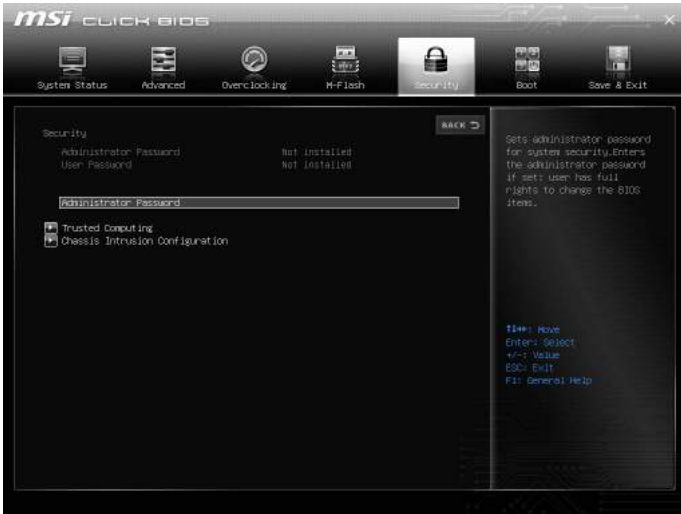 msi CLICK BIOS
System Status Advanced Overclocking M-Flash Security Boot Save & Exit
BACK
Security
Administrator Password Not installed
User Password Not installed
Administrator Password
Trusted Computing
Chassis Intrusion Configuration
Sets administrator password
for system security.Enters
the administrator password
if set: user has full
rights to change the BIOS
items.
↑↓←→: Move
Enter: Select
+/-: Value
ESC: Exit
F1: General Help